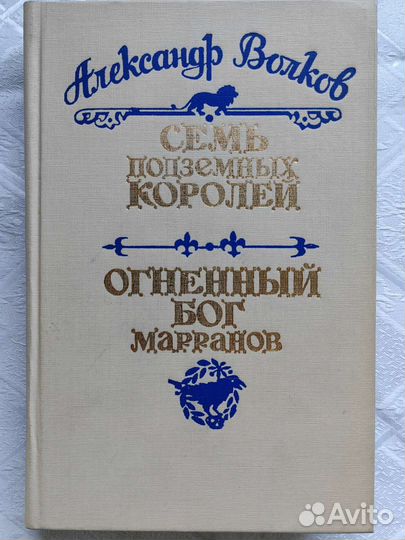 Александр Волков
СЕМЬ
ПОДЗЕМНЫХ
КОРОЛЕЙ
ОГНЕННЫЙ
БОГ
МАРРАНОВ
Avito